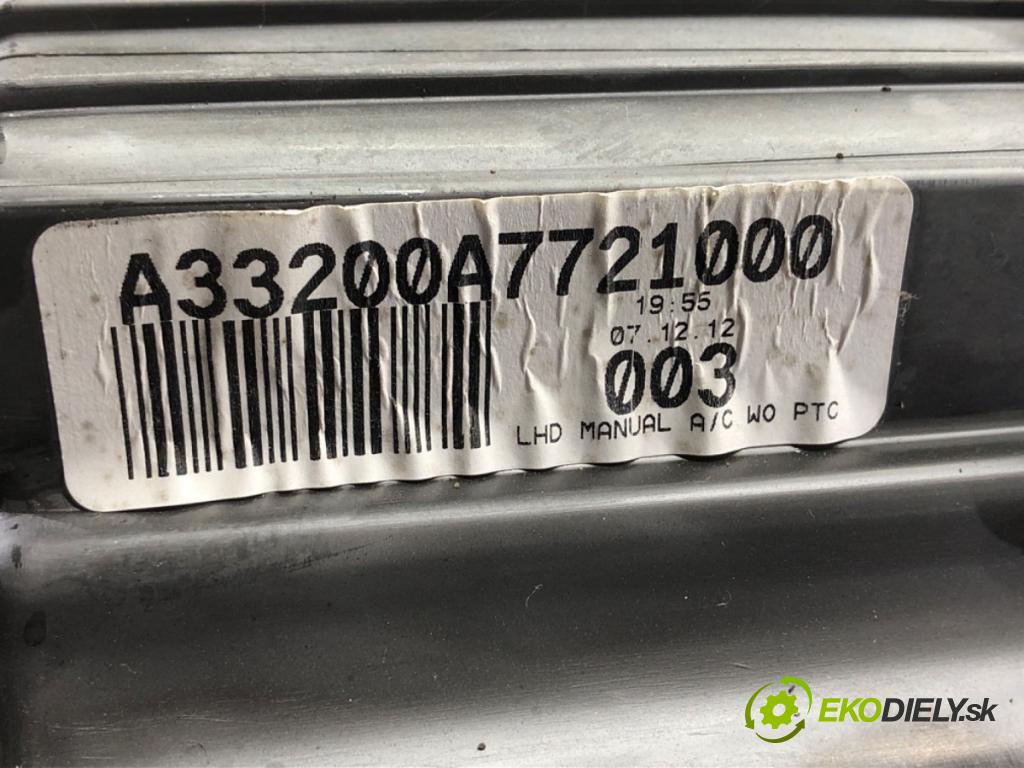 A33200A7721000
19:55
07.12.12
003
LHD MANUAL A/C WO PTC
EKODIELY.sk